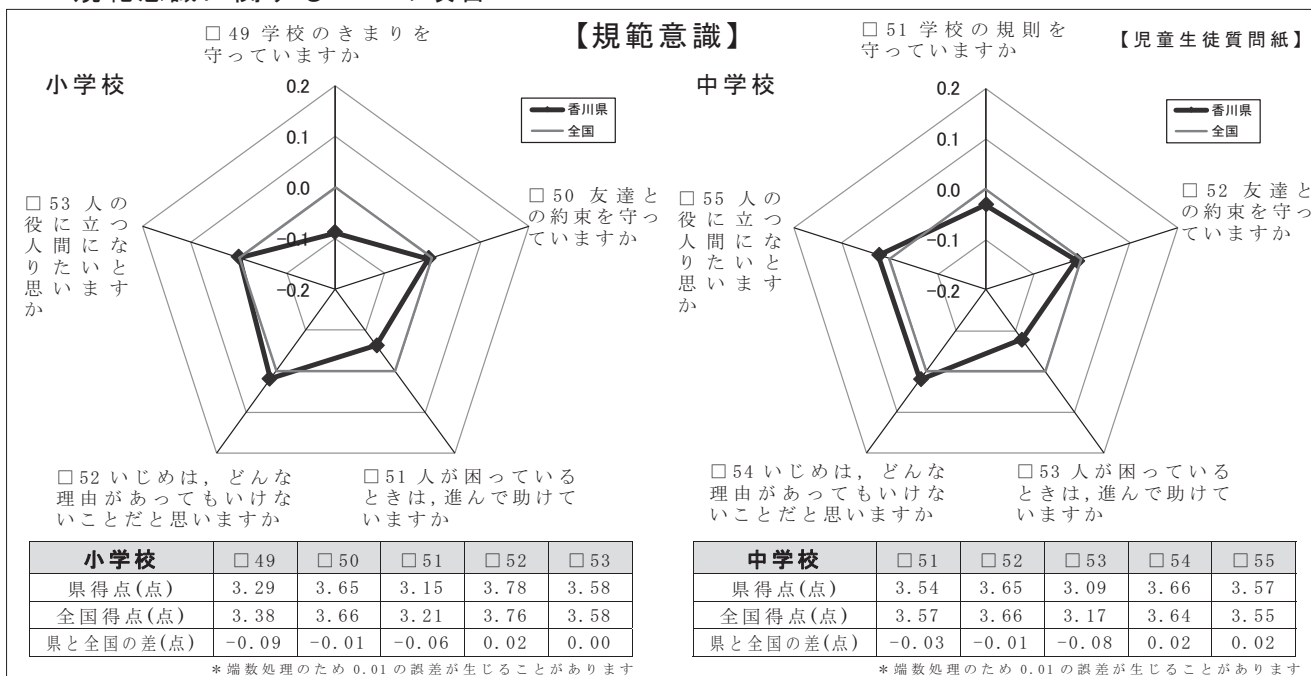 【規範意識】
【児童生徒質問紙】
小学校
□49 学校のきまりを
守っていますか
0.2
0.1
0.0
-0.1
-0.2
香川県
全国
□50 友達と
の約束を守っ
ていますか
□53 人の
役に立つ
人間にな
りたいと
思います
か
□52 いじめは，どんな
理由があってもいけな
いことだと思いますか
□51 人が困っている
ときは，進んで助けて
いますか
小学校 □49 □50 □51 □52 □53
県得点(点) 3.29 3.65 3.15 3.78 3.58
全国得点(点) 3.38 3.66 3.21 3.76 3.58
県と全国の差(点) −0.09 −0.01 −0.06 0.02 0.00
＊端数処理のため 0.01 の誤差が生じることがあります
中学校
□51 学校の規則を
守っていますか
0.2
0.1
0.0
-0.1
-0.2
香川県
全国
□52 友達と
の約束を守っ
ていますか
□55 人の
役に立つ
人間にな
りたいと
思います
か
□54 いじめは，どんな
理由があってもいけな
いことだと思いますか
□53 人が困っている
ときは，進んで助けて
いますか
中学校 □51 □52 □53 □54 □55
県得点(点) 3.54 3.65 3.09 3.66 3.57
全国得点(点) 3.57 3.66 3.17 3.64 3.55
県と全国の差(点) −0.03 −0.01 −0.08 0.02 0.02
＊端数処理のため 0.01 の誤差が生じることがあります